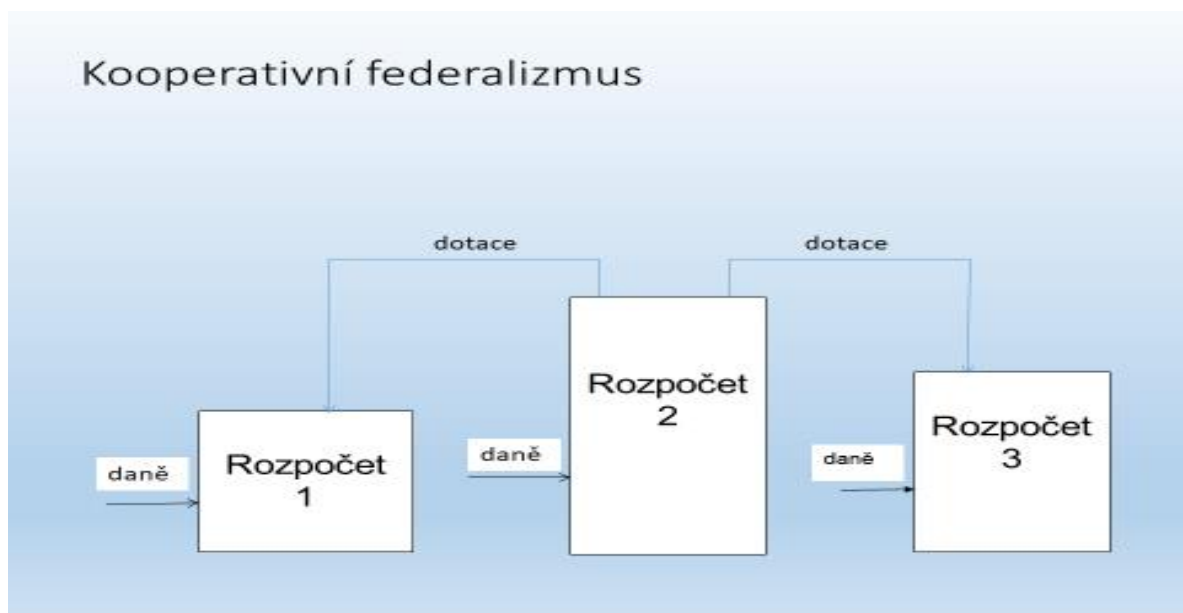 Kooperativní federalizmus
dotace
dotace
Rozpočet
2
Rozpočet
1
Rozpočet
3
daně
daně
daně